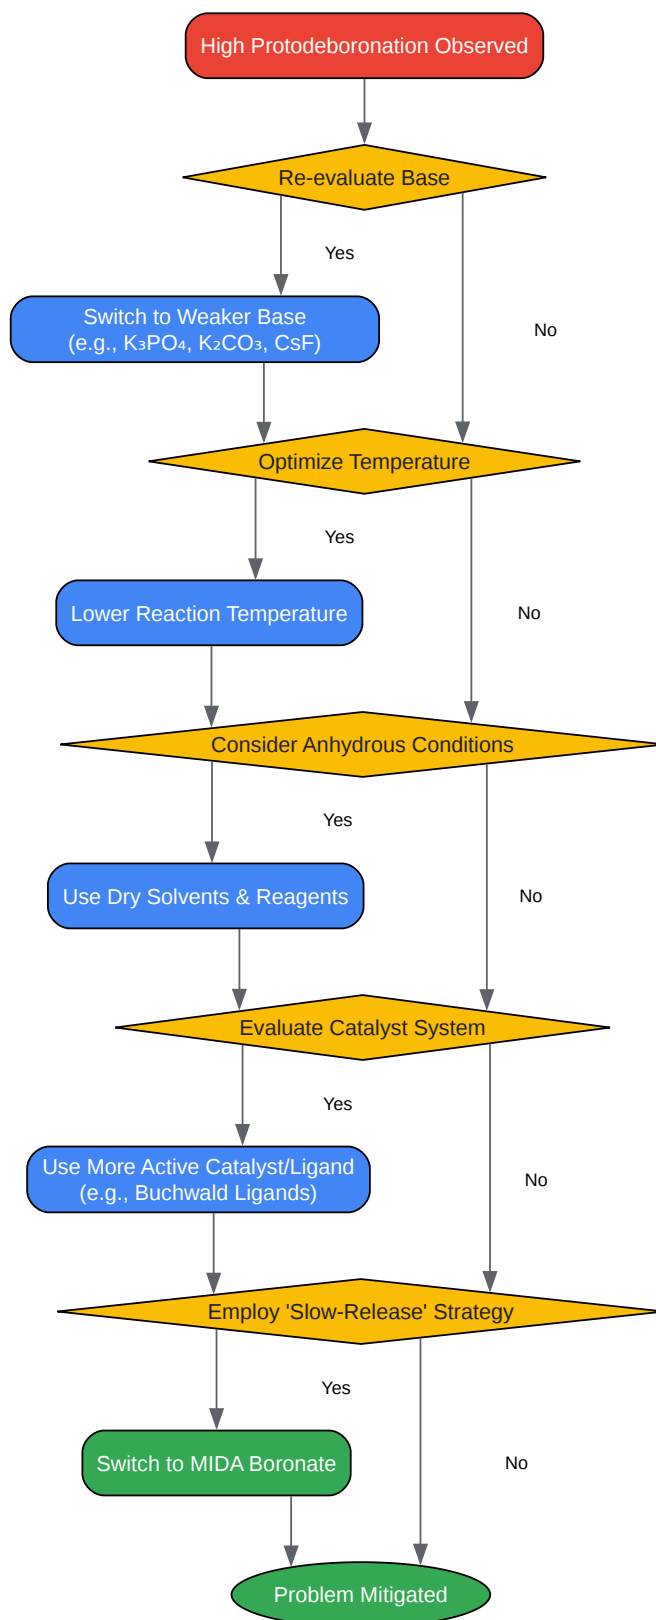 High Protodeboronation Observed
Re-evaluate Base
Yes
Switch to Weaker Base
(e.g., K₃PO₄, K₂CO₃, CsF)
No
Optimize Temperature
Yes
Lower Reaction Temperature
No
Consider Anhydrous Conditions
Yes
Use Dry Solvents & Reagents
No
Evaluate Catalyst System
Yes
Use More Active Catalyst/Ligand
(e.g., Buchwald Ligands)
No
Employ 'Slow-Release' Strategy
Yes
Switch to MIDA Boronate
No
Problem Mitigated